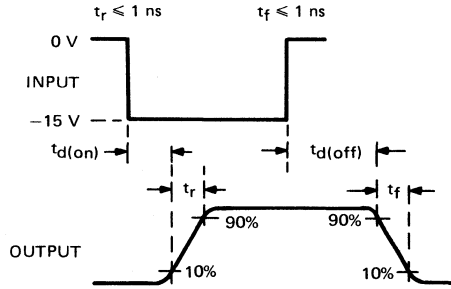 tr ⩽ 1 ns
tf ⩽ 1 ns
0 V
INPUT
−15 V
td(on)
td(off)
tr
tf
90%
90%
OUTPUT
10%
10%